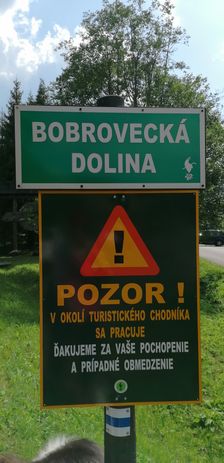 BOBROVECKÁ
DOLINA
!
POZOR !
V OKOLÍ TURISTICKÉHO CHODNÍKA
SA PRACUJE
ĎAKUJEME ZA VAŠE POCHOPENIE
A PRÍPADNÉ OBMEDZENIE